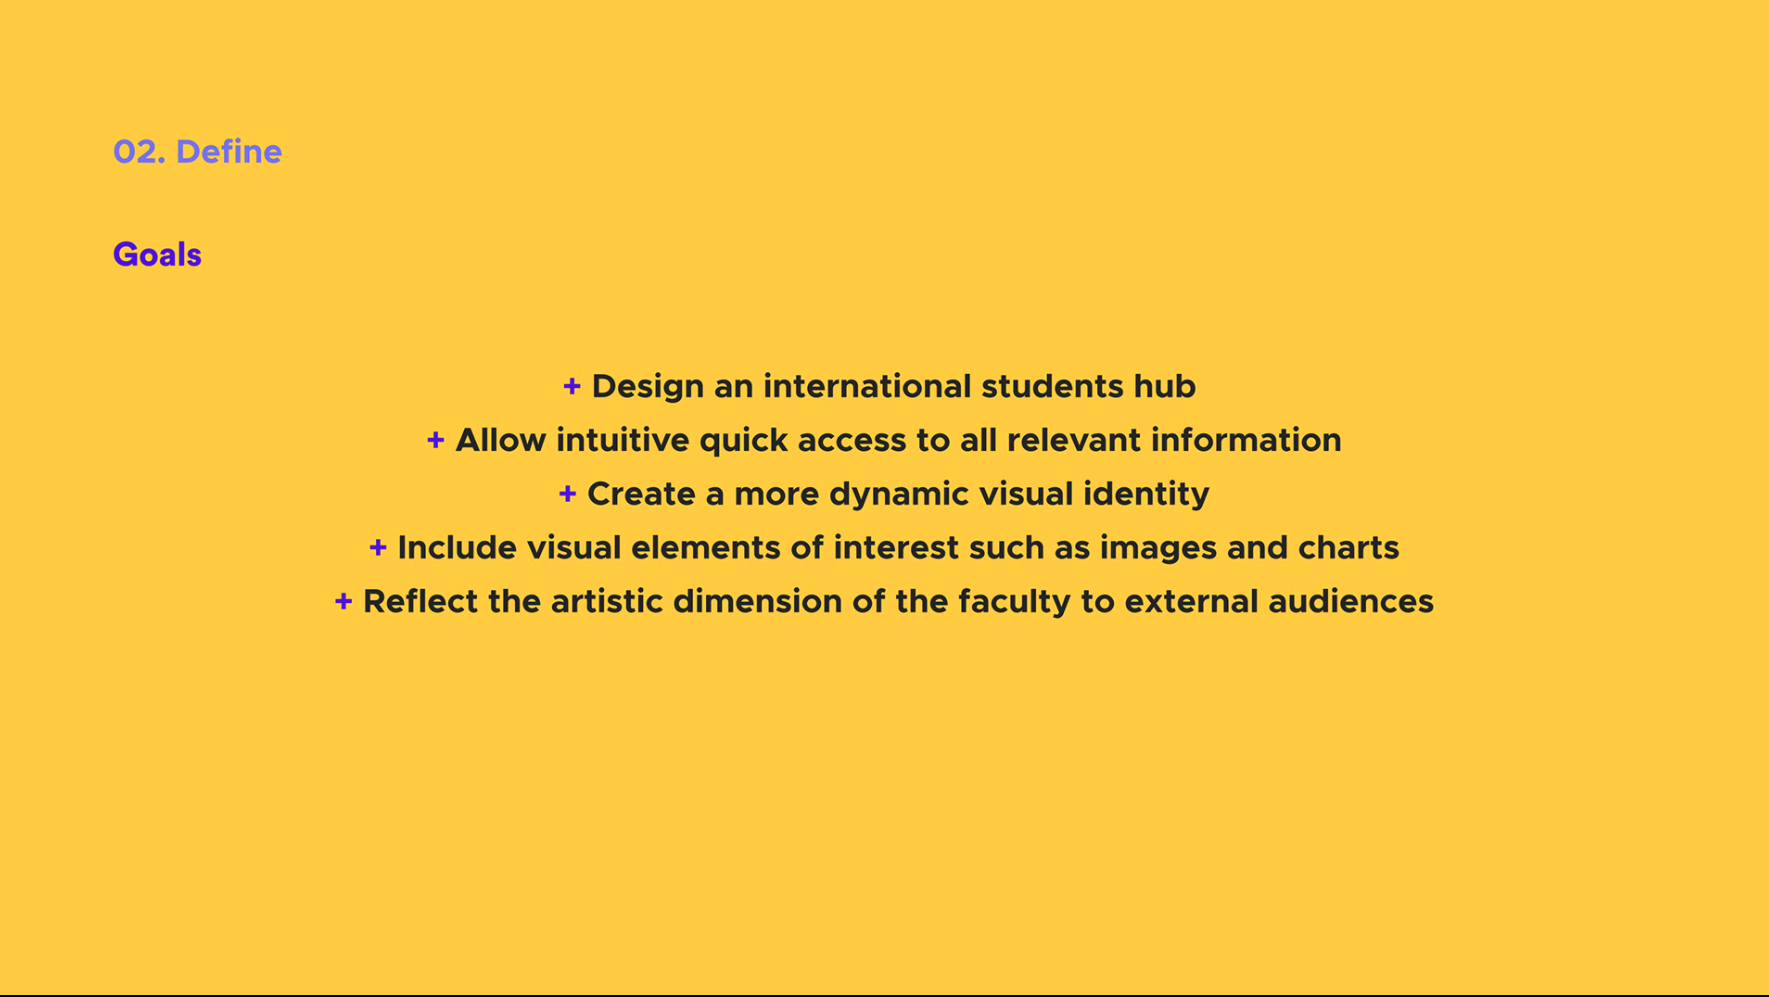 02. Define
Goals
+ Design an international students hub
+ Allow intuitive quick access to all relevant information
+ Create a more dynamic visual identity
+ Include visual elements of interest such as images and charts
+ Reflect the artistic dimension of the faculty to external audiences